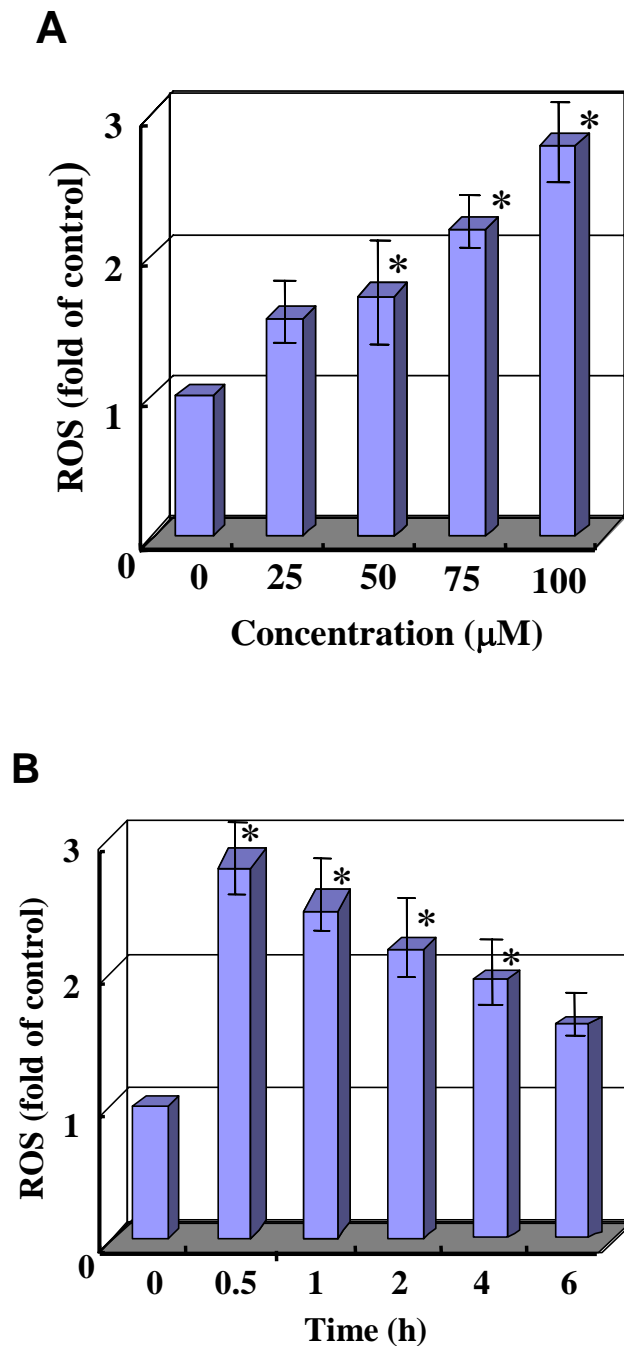 A
ROS (fold of control)
3
2
1
0
* * * *
0 25 50 75 100
Concentration (μM)
B
ROS (fold of control)
3
2
1
0
* * * *
0 0.5 1 2 4 6
Time (h)